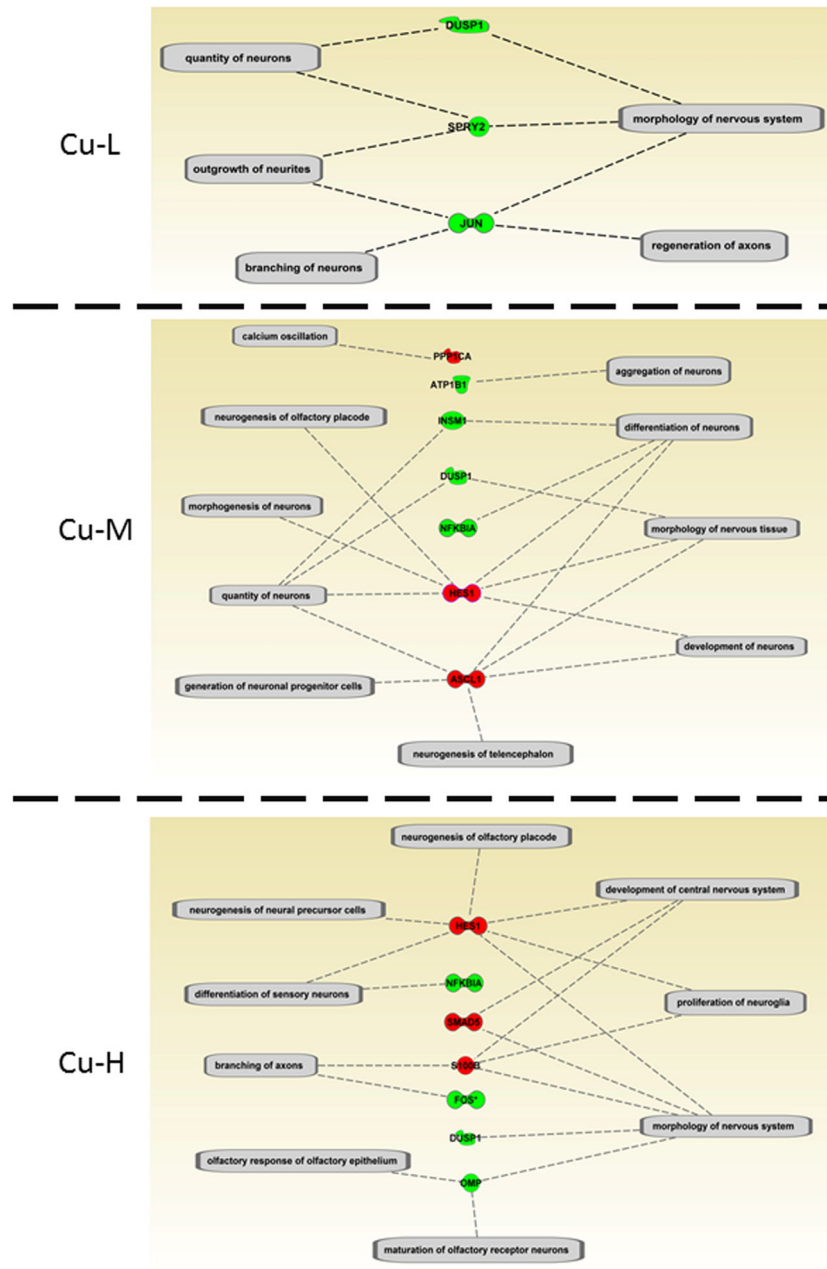 DUSP1
quantity of neurons
Cu-L
SPRY2
morphology of nervous system
outgrowth of neurites
JUN
regeneration of axons
branching of neurons
calcium oscillation
PPP1CA
ATP1B1
aggregation of neurons
neurogenesis of olfactory placode
INSM1
differentiation of neurons
DUSP1
morphogenesis of neurons
Cu-M
NFKBIA
morphology of nervous tissue
quantity of neurons
HES1
development of neurons
generation of neuronal progenitor cells
ASCL1
neurogenesis of telencephalon
neurogenesis of olfactory placode
development of central nervous system
neurogenesis of neural precursor cells
HES1
NFKBIA
differentiation of sensory neurons
proliferation of neuroglia
SMAD5
Cu-H
branching of axons
S100B
FOS*
morphology of nervous system
DUSP1
olfactory response of olfactory epithelium
OMP
maturation of olfactory receptor neurons